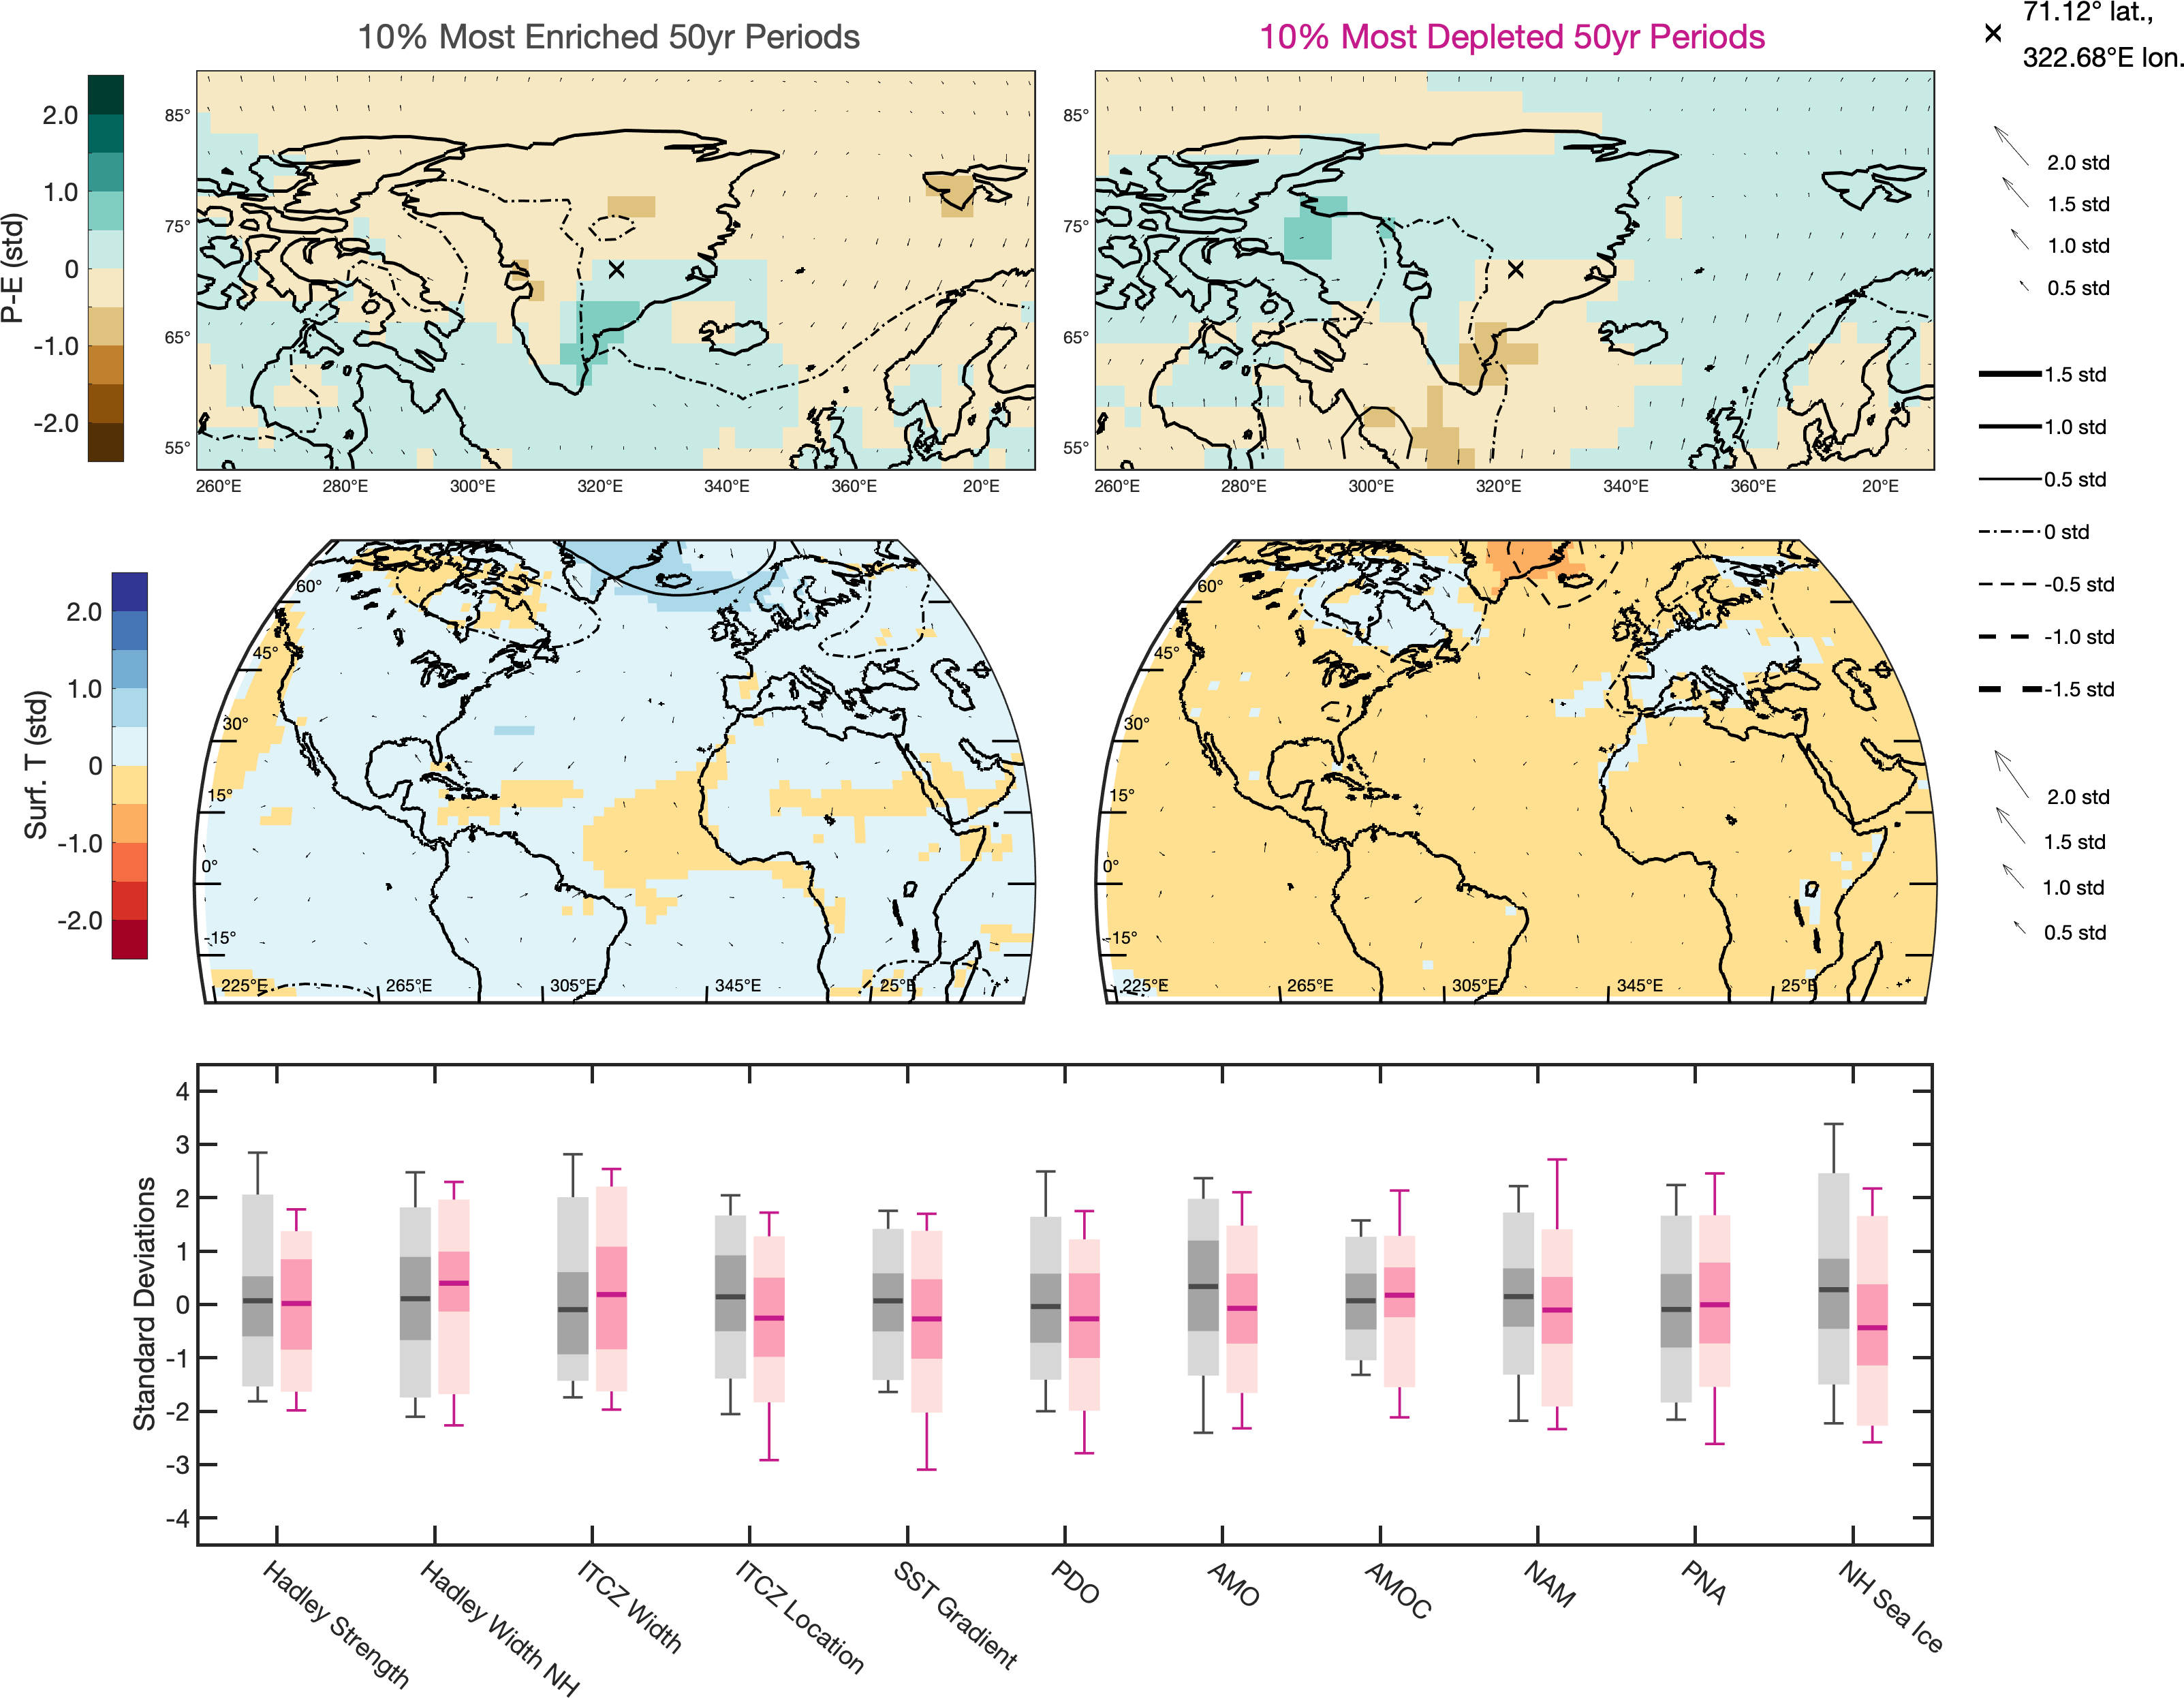 10% Most Enriched 50yr Periods
10% Most Depleted 50yr Periods
71.12° lat.,
322.68°E lon.
P-E (std)
2.0
1.0
0
-1.0
-2.0
85°
75°
65°
55°
260°E 280°E 300°E 320°E 340°E 360°E 20°E
85°
75°
65°
55°
260°E 280°E 300°E 320°E 340°E 360°E 20°E
2.0 std
1.5 std
1.0 std
0.5 std
1.5 std
1.0 std
0.5 std
0 std
-0.5 std
-1.0 std
-1.5 std
2.0 std
1.5 std
1.0 std
0.5 std
Surf. T (std)
2.0
1.0
0
-1.0
-2.0
60°
45°
30°
15°
0°
-15°
225°E 265°E 305°E 345°E 25°E
60°
45°
30°
15°
0°
-15°
225°E 265°E 305°E 345°E 25°E
Standard Deviations
4
3
2
1
0
-1
-2
-3
-4
Hadley Strength
Hadley Width NH
ITCZ Width
ITCZ Location
SST Gradient
PDO
AMO
AMOC
NAM
PNA
NH Sea Ice